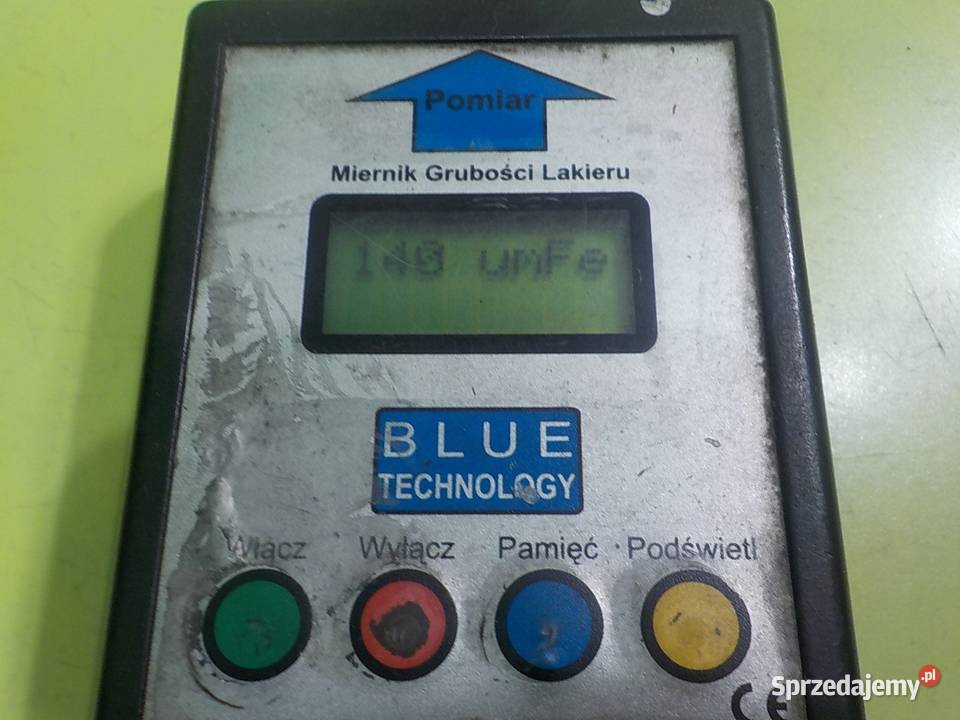 Pomiar
Miernik Grubości Lakieru
140 umFe
BLUE
TECHNOLOGY
Włącz Wyłącz Pamięć Podświetl
CE
Sprzedajemy.pl